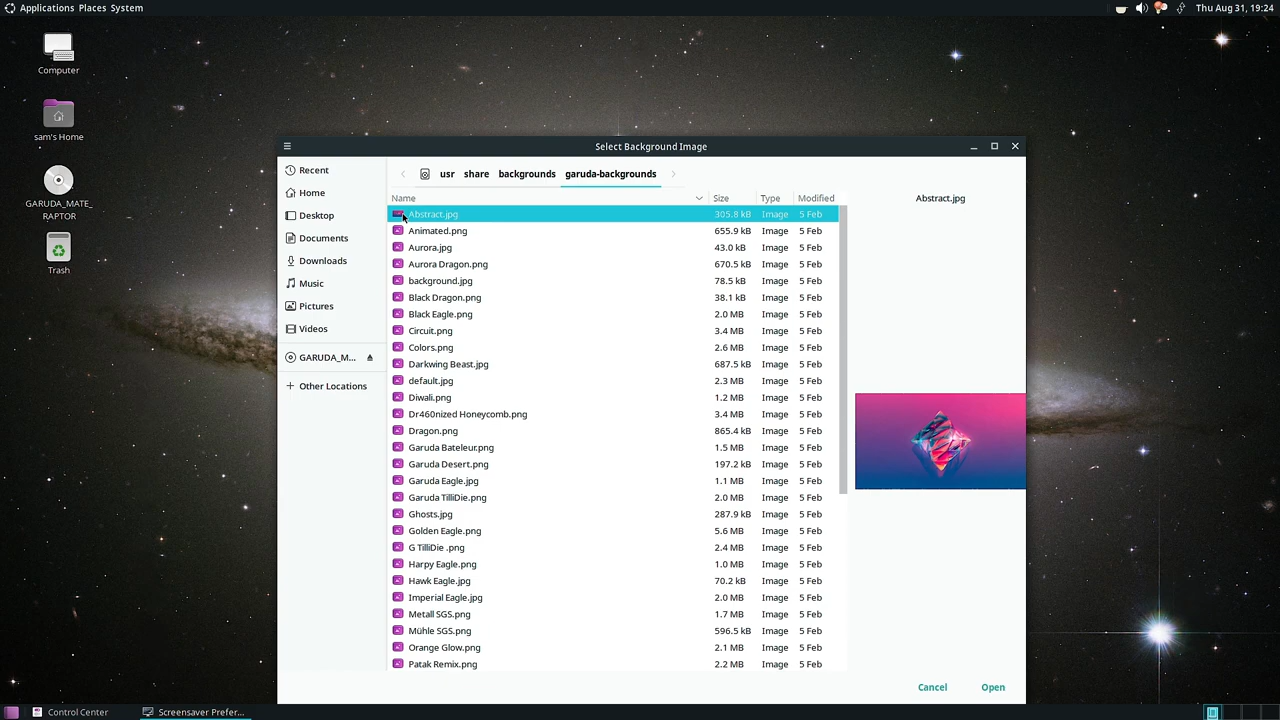 Applications Places System
Thu Aug 31, 19:24
Computer
sam's Home
GARUDA_MATE_
RAPTOR
Trash
Select Background Image
Recent
Home
Desktop
Documents
Downloads
Music
Pictures
Videos
GARUDA_M...
Other Locations
usr share backgrounds garuda-backgrounds
Name Size Type Modified
Abstract.jpg 305.8 kB Image 5 Feb
Animated.png 655.9 kB Image 5 Feb
Aurora.jpg 43.0 kB Image 5 Feb
Aurora Dragon.png 670.5 kB Image 5 Feb
background.jpg 78.5 kB Image 5 Feb
Black Dragon.png 38.1 kB Image 5 Feb
Black Eagle.png 2.0 MB Image 5 Feb
Circuit.png 3.4 MB Image 5 Feb
Colors.png 2.6 MB Image 5 Feb
Darkwing Beast.jpg 687.5 kB Image 5 Feb
default.jpg 2.3 MB Image 5 Feb
Diwali.png 1.2 MB Image 5 Feb
Dr460nized Honeycomb.png 3.4 MB Image 5 Feb
Dragon.png 865.4 kB Image 5 Feb
Garuda Bateleur.png 1.5 MB Image 5 Feb
Garuda Desert.png 197.2 kB Image 5 Feb
Garuda Eagle.jpg 1.1 MB Image 5 Feb
Garuda TilliDie.png 2.0 MB Image 5 Feb
Ghosts.jpg 287.9 kB Image 5 Feb
Golden Eagle.png 5.6 MB Image 5 Feb
G TilliDie .png 2.4 MB Image 5 Feb
Harpy Eagle.png 1.0 MB Image 5 Feb
Hawk Eagle.jpg 70.2 kB Image 5 Feb
Imperial Eagle.jpg 2.0 MB Image 5 Feb
Metall SGS.png 1.7 MB Image 5 Feb
Mühle SGS.png 596.5 kB Image 5 Feb
Orange Glow.png 2.1 MB Image 5 Feb
Patak Remix.png 2.2 MB Image 5 Feb
Abstract.jpg
Cancel Open
Control Center
Screensaver Prefer...